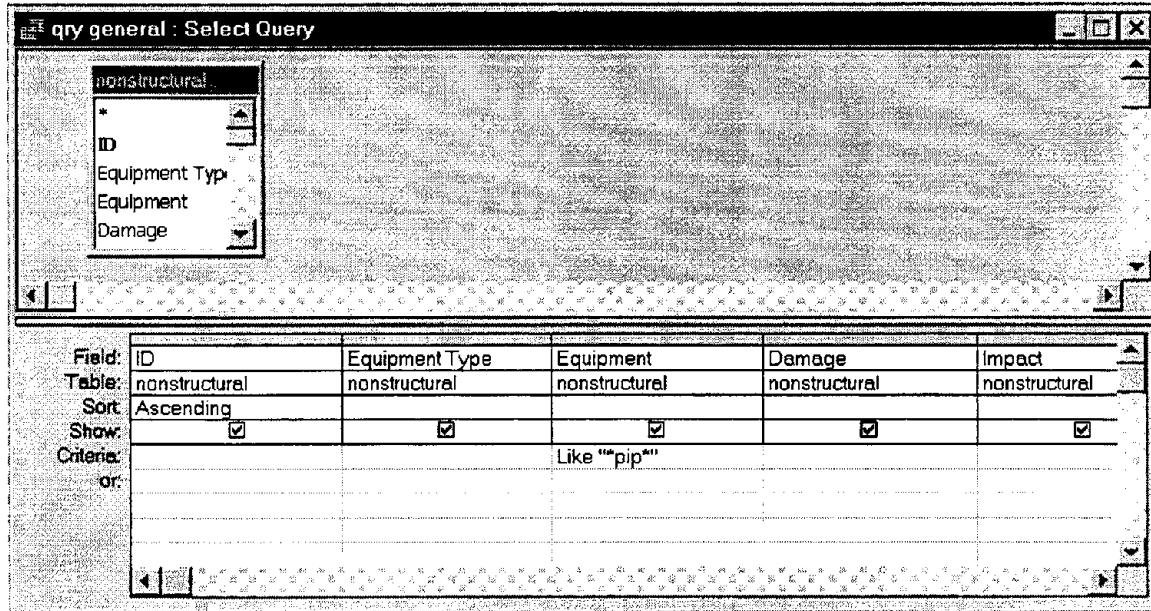 qry general : Select Query
nonstructural
*
ID
Equipment Typ
Equipment
Damage
Field: ID Equipment Type Equipment Damage Impact
Table: nonstructural nonstructural nonstructural nonstructural nonstructural
Sort: Ascending
Show:
Criteria: Like "*pip*"
or: